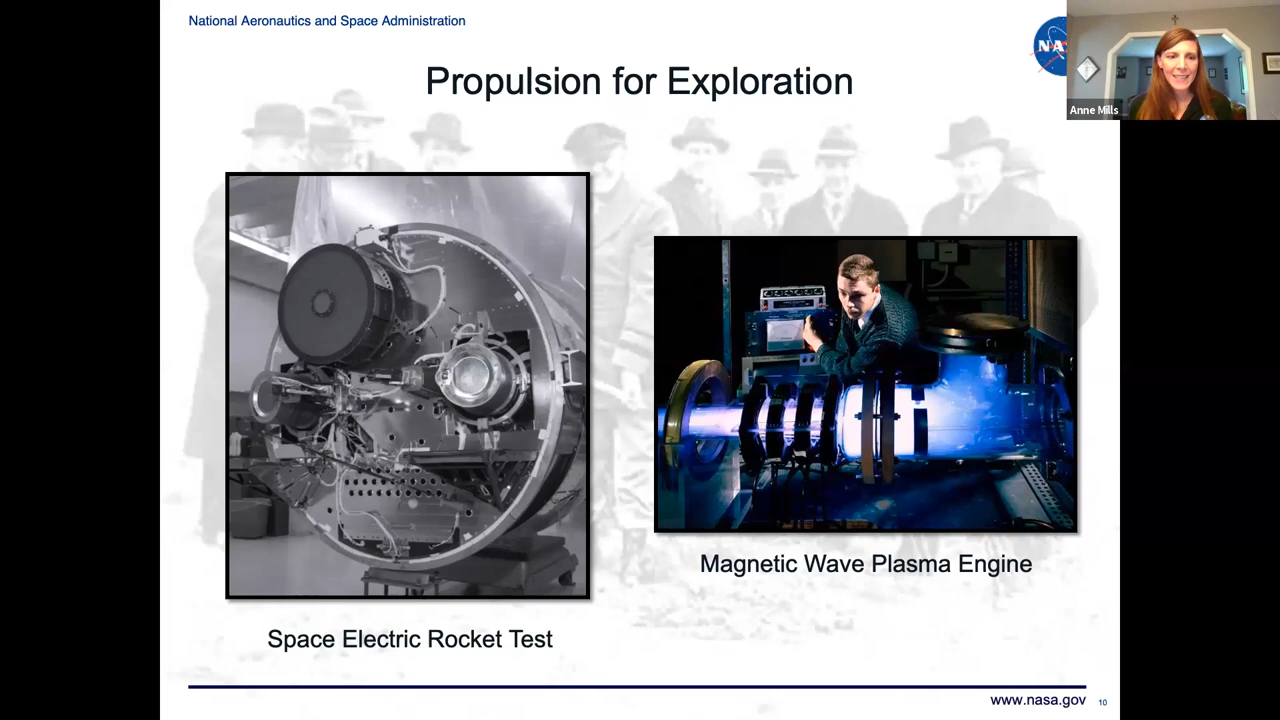 National Aeronautics and Space Administration
NA
Anne Mills
Propulsion for Exploration
Magnetic Wave Plasma Engine
Space Electric Rocket Test
www.nasa.gov 10